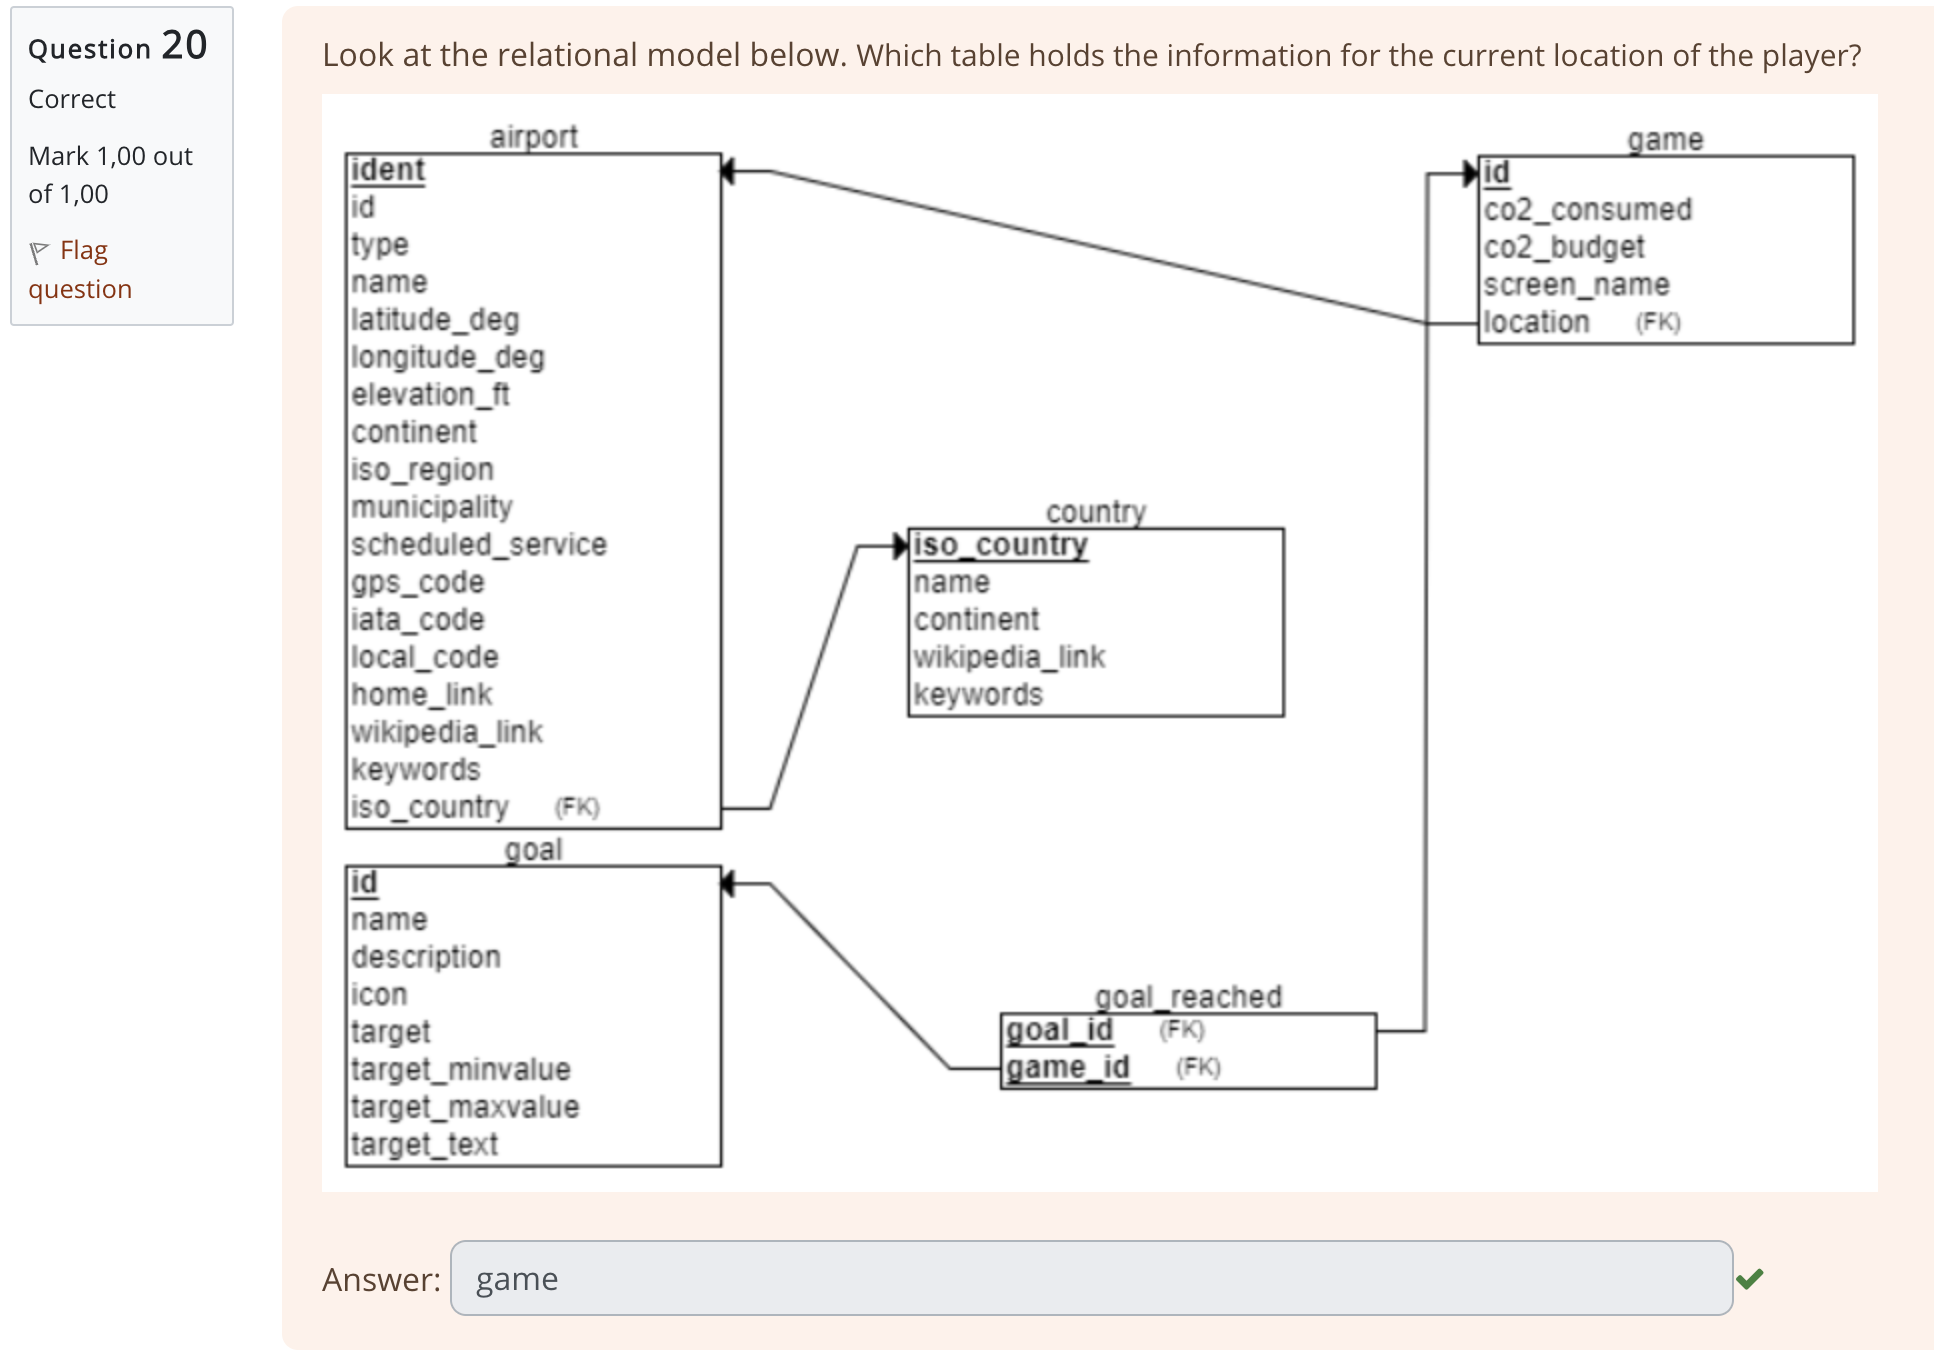 Question 20
Correct
Mark 1,00 out
of 1,00
Flag
question
Look at the relational model below. Which table holds the information for the current location of the player?
airport
ident
id
type
name
latitude_deg
longitude_deg
elevation_ft
continent
iso_region
municipality
scheduled_service
gps_code
iata_code
local_code
home_link
wikipedia_link
keywords
iso_country (FK)
game
id
co2_consumed
co2_budget
screen_name
location (FK)
country
iso_country
name
continent
wikipedia_link
keywords
goal
id
name
description
icon
target
target_minvalue
target_maxvalue
target_text
goal_reached
goal_id (FK)
game_id (FK)
Answer: game